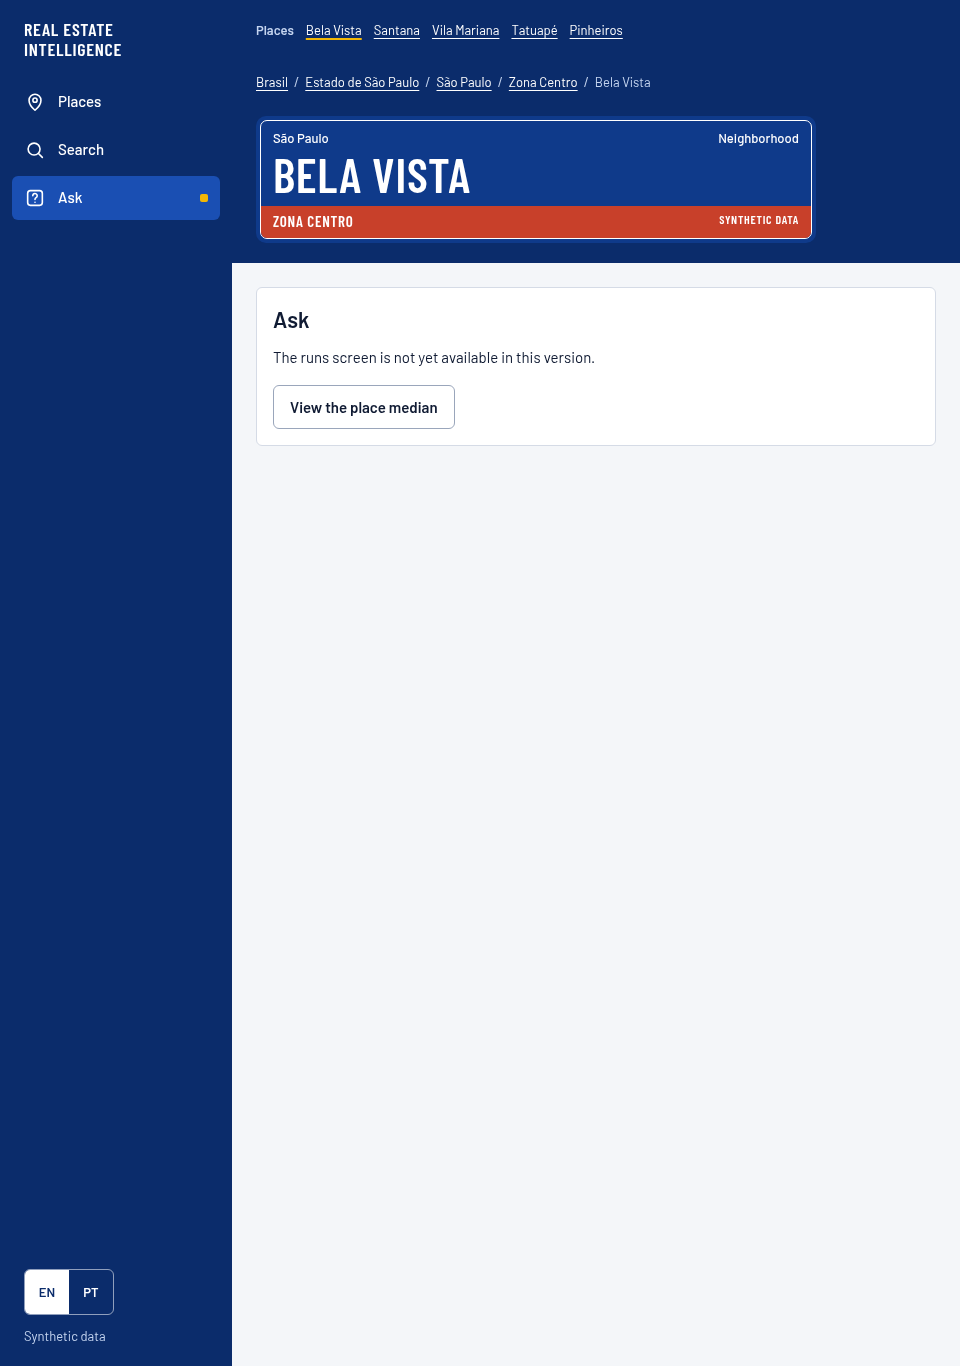 REAL ESTATE
INTELLIGENCE
Places
Search
Ask
Places Bela Vista Santana Vila Mariana Tatuapé Pinheiros
Brasil / Estado de São Paulo / São Paulo / Zona Centro / Bela Vista
São Paulo Neighborhood
BELA VISTA
ZONA CENTRO SYNTHETIC DATA
Ask
The runs screen is not yet available in this version.
View the place median
EN PT
Synthetic data